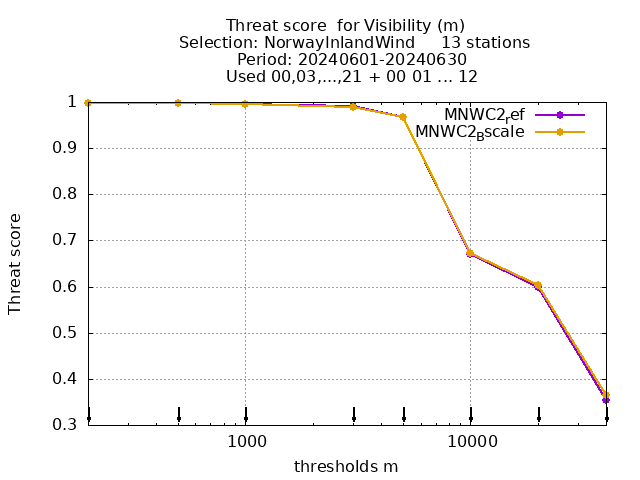 Threat score  for Visibility (m)
Selection: NorwayInlandWind     13 stations
Period: 20240601-20240630
Used 00,03,...,21 + 00 01 ... 12
MNWC2ref
MNWC2Bscale
1
0.9
0.8
0.7
0.6
0.5
0.4
0.3
Threat score
1000
10000
thresholds m